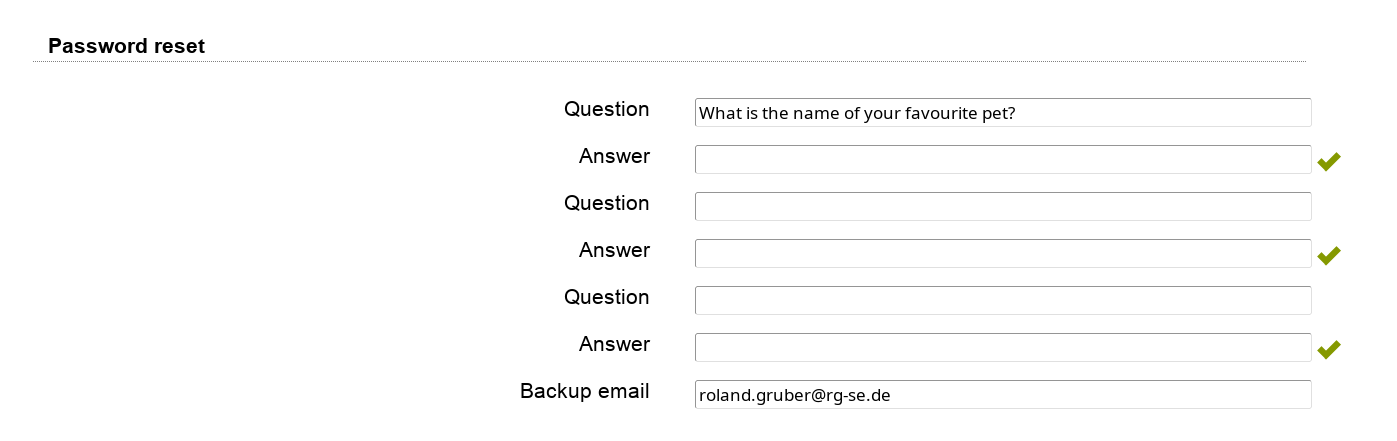 Password reset
Question What is the name of your favourite pet?
Answer
Question
Answer
Question
Answer
Backup email roland.gruber@rg-se.de